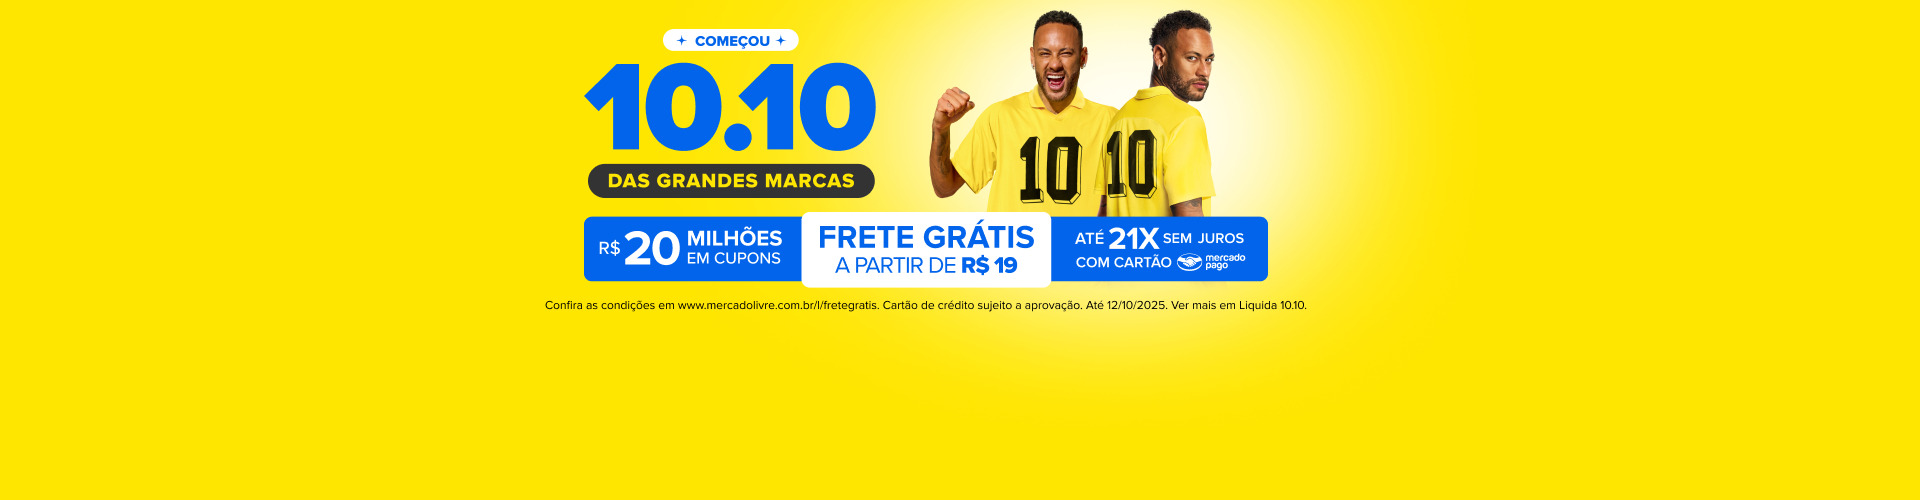 COMEÇOU
10.10
DAS GRANDES MARCAS
10
10
R$ 20 MILHÕES
EM CUPONS
FRETE GRÁTIS
A PARTIR DE R$ 19
ATÉ 21X SEM JUROS
COM CARTÃO mercado pago
Confira as condições em www.mercadolivre.com.br/l/fretegratis. Cartão de crédito sujeito a aprovação. Até 12/10/2025. Ver mais em Liquida 10.10.